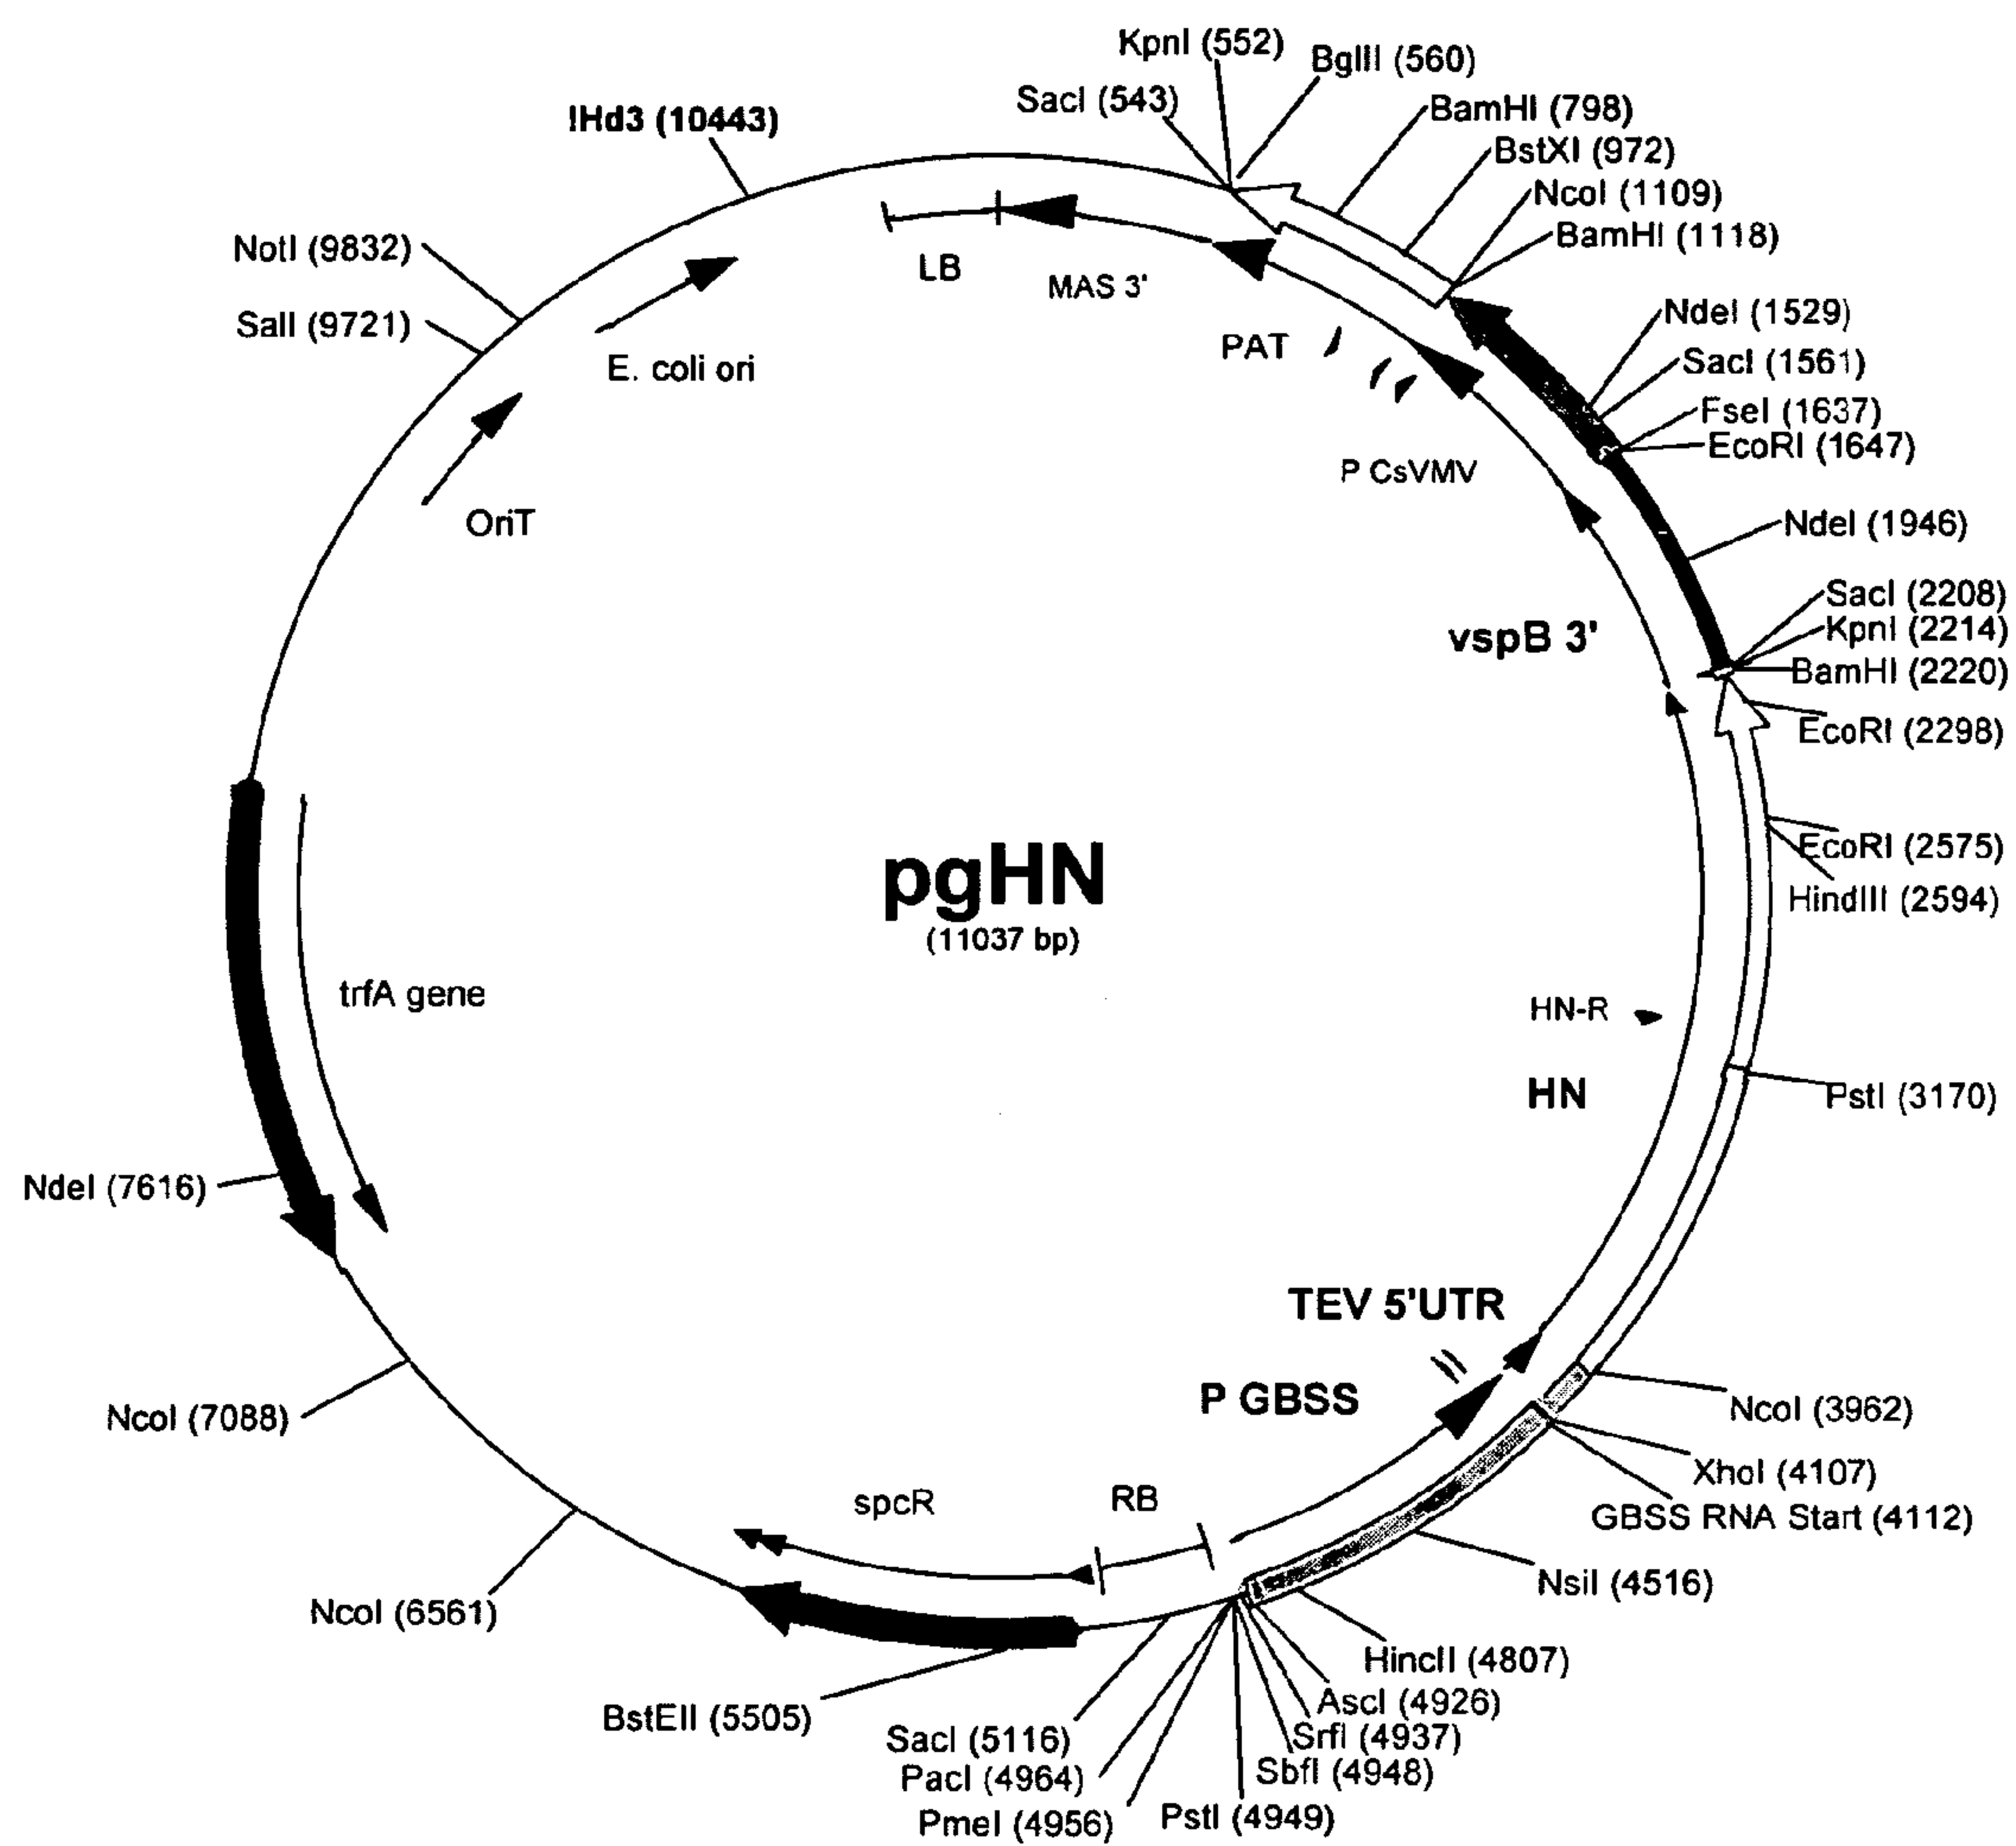 KpnI (552)
BglII (560)
SacI (543)
BamHI (798)
!Hd3 (10443)
BstXI (972)
NcoI (1109)
BamHI (1118)
NotI (9832)
LB
MAS 3'
NdeI (1529)
SalI (9721)
PAT
SacI (1561)
E. coli ori
FseI (1637)
EcoRI (1647)
P CsVMV
OriT
NdeI (1946)
SacI (2208)
vspB 3'
KpnI (2214)
BamHI (2220)
EcoRI (2298)
pgHN
(11037 bp)
EcoRI (2575)
HindIII (2594)
trfA gene
HN-R
HN
PstI (3170)
NdeI (7616)
TEV 5'UTR
P GBSS
NcoI (7088)
NcoI (3962)
XhoI (4107)
spcR
RB
GBSS RNA Start (4112)
NsiI (4516)
NcoI (6561)
HincII (4807)
AscI (4926)
BstEII (5505)
SacI (5116)
SrfI (4937)
PacI (4964)
SbfI (4948)
PmeI (4956)
PstI (4949)